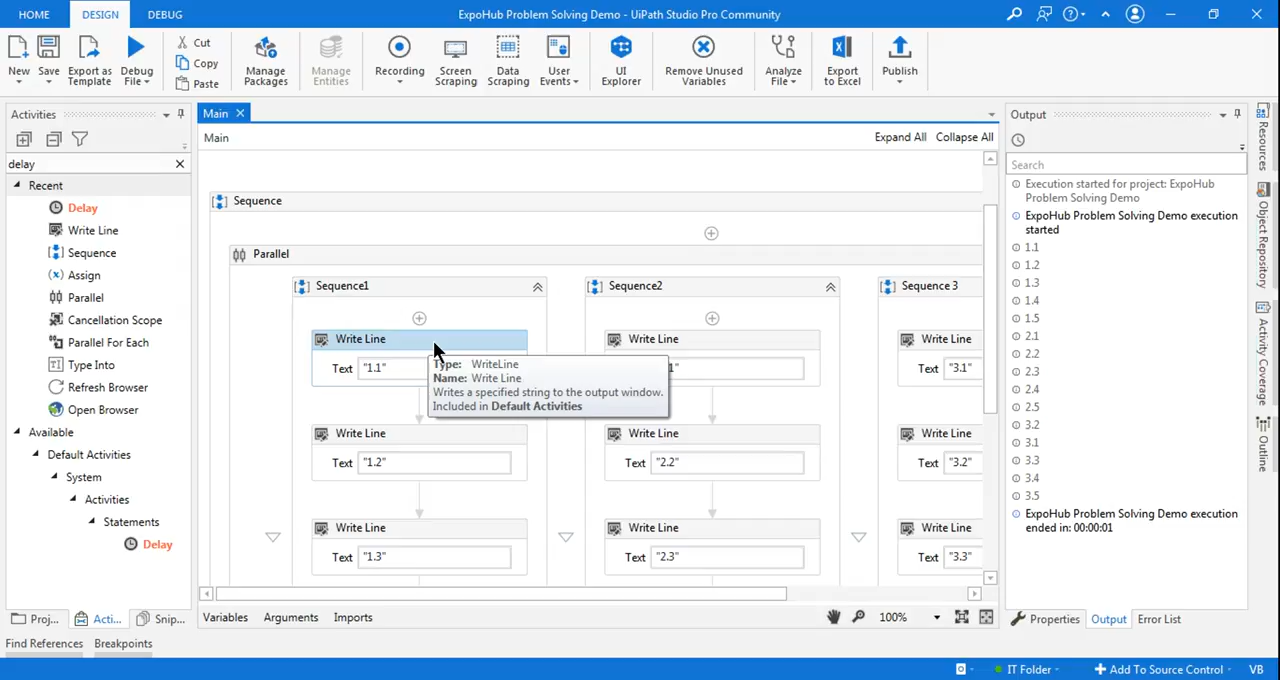 HOME DESIGN DEBUG ExpoHub Problem Solving Demo - UiPath Studio Pro Community
New
Save
Export as
Template
Debug
File
Cut
Copy
Paste
Manage
Packages
Manage
Entities
Recording
Screen
Scraping
Data
Scraping
User
Events
UI
Explorer
Remove Unused
Variables
Analyze
File
Export
to Excel
Publish
Activities
delay
Recent
Delay
Write Line
Sequence
Assign
Parallel
Cancellation Scope
Parallel For Each
Type Into
Refresh Browser
Open Browser
Available
Default Activities
System
Activities
Statements
Delay
Proj...
Acti...
Snip...
Main
Main
Expand All Collapse All
Sequence
Parallel
Sequence1
Write Line
Text "1.1"
Write Line
Text "1.2"
Write Line
Text "1.3"
Type: WriteLine
Name: Write Line
Writes a specified string to the output window.
Included in Default Activities
Sequence2
Write Line
1"
Write Line
Text "2.2"
Write Line
Text "2.3"
Sequence 3
Write Line
Text "3.1"
Write Line
Text "3.2"
Write Line
Text "3.3"
Variables Arguments Imports
100%
Output
Search
Execution started for project: ExpoHub
Problem Solving Demo
ExpoHub Problem Solving Demo execution
started
1.1
1.2
1.3
1.4
1.5
2.1
2.2
2.3
2.4
2.5
3.2
3.1
3.3
3.4
3.5
ExpoHub Problem Solving Demo execution
ended in: 00:00:01
Properties Output Error List
Resources
Object Repository
Activity Coverage
Outline
Find References Breakpoints
IT Folder
Add To Source Control
VB